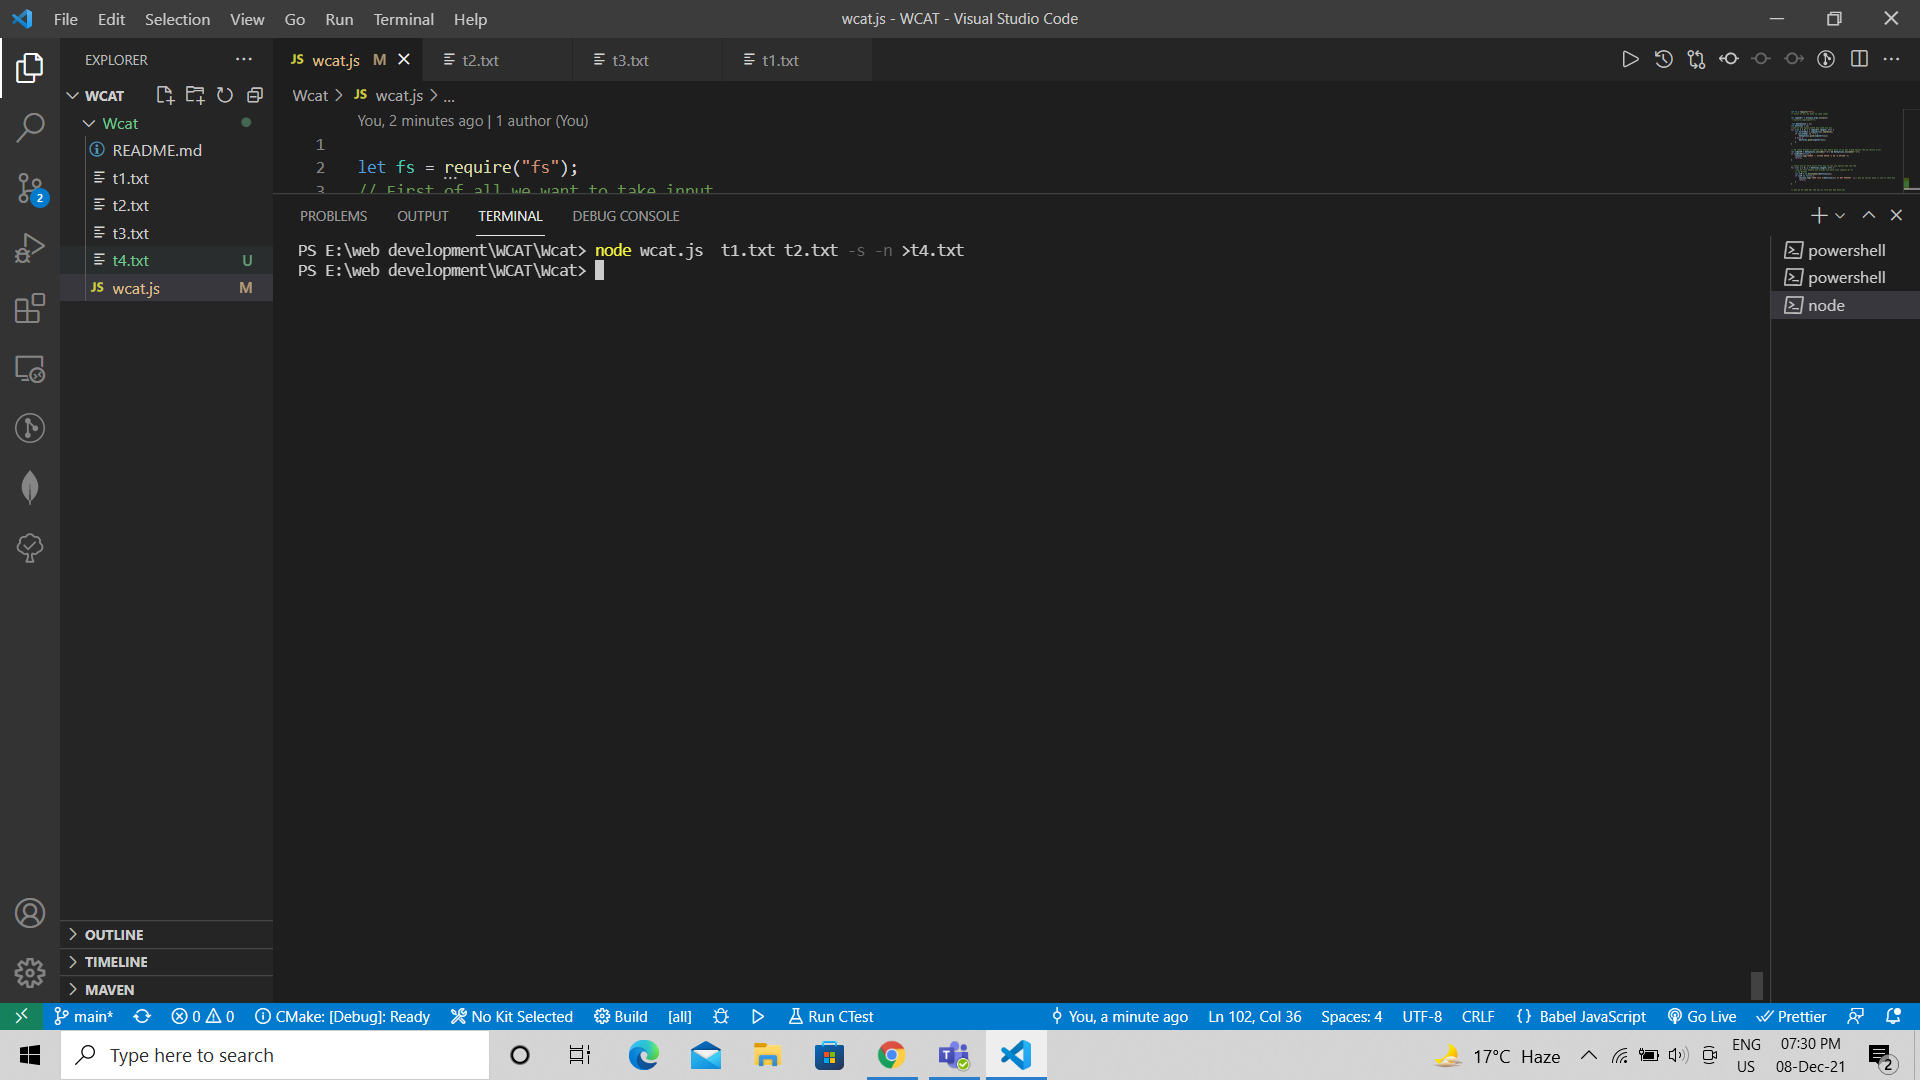 File Edit Selection View Go Run Terminal Help
wcat.js - WCAT - Visual Studio Code
EXPLORER
WCAT
Wcat
README.md
t1.txt
t2.txt
t3.txt
t4.txt U
JS wcat.js M
OUTLINE
TIMELINE
MAVEN
2
JS wcat.js M
t2.txt
t3.txt
t1.txt
Wcat > JS wcat.js > ...
You, 2 minutes ago | 1 author (You)
1
2 let fs = require("fs");
3 // First of all we want to take input
PROBLEMS OUTPUT TERMINAL DEBUG CONSOLE
PS E:\web development\WCAT\Wcat> node wcat.js  t1.txt t2.txt -s -n >t4.txt
PS E:\web development\WCAT\Wcat>
powershell
powershell
node
main* 0 0 CMake: [Debug]: Ready No Kit Selected Build [all] Run CTest
You, a minute ago Ln 102, Col 36 Spaces: 4 UTF-8 CRLF {} Babel JavaScript Go Live Prettier
Type here to search
17°C Haze
ENG
US
07:30 PM
08-Dec-21
2